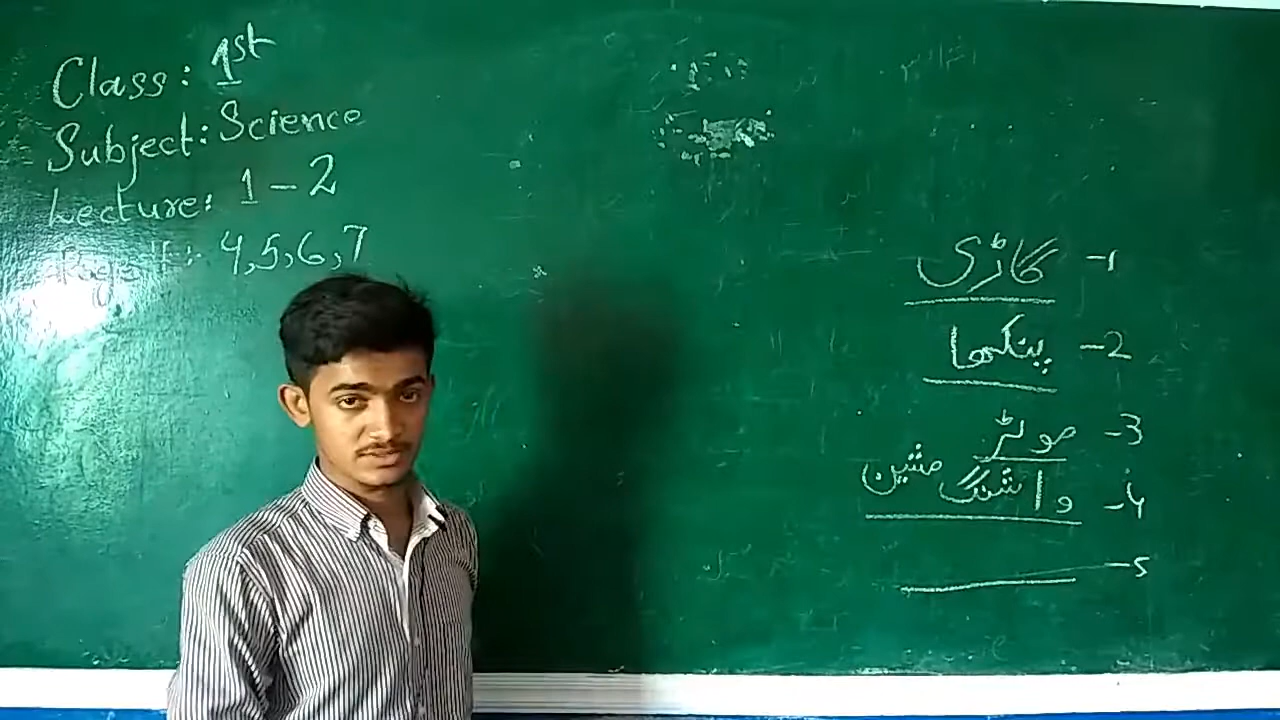 Class: 1st
Subject: Science
Lecture: 1-2
Page #: 4,5,6,7
1- گاڑی
2- پنکھا
3- موٹر
4- واشنگ مشین
5-